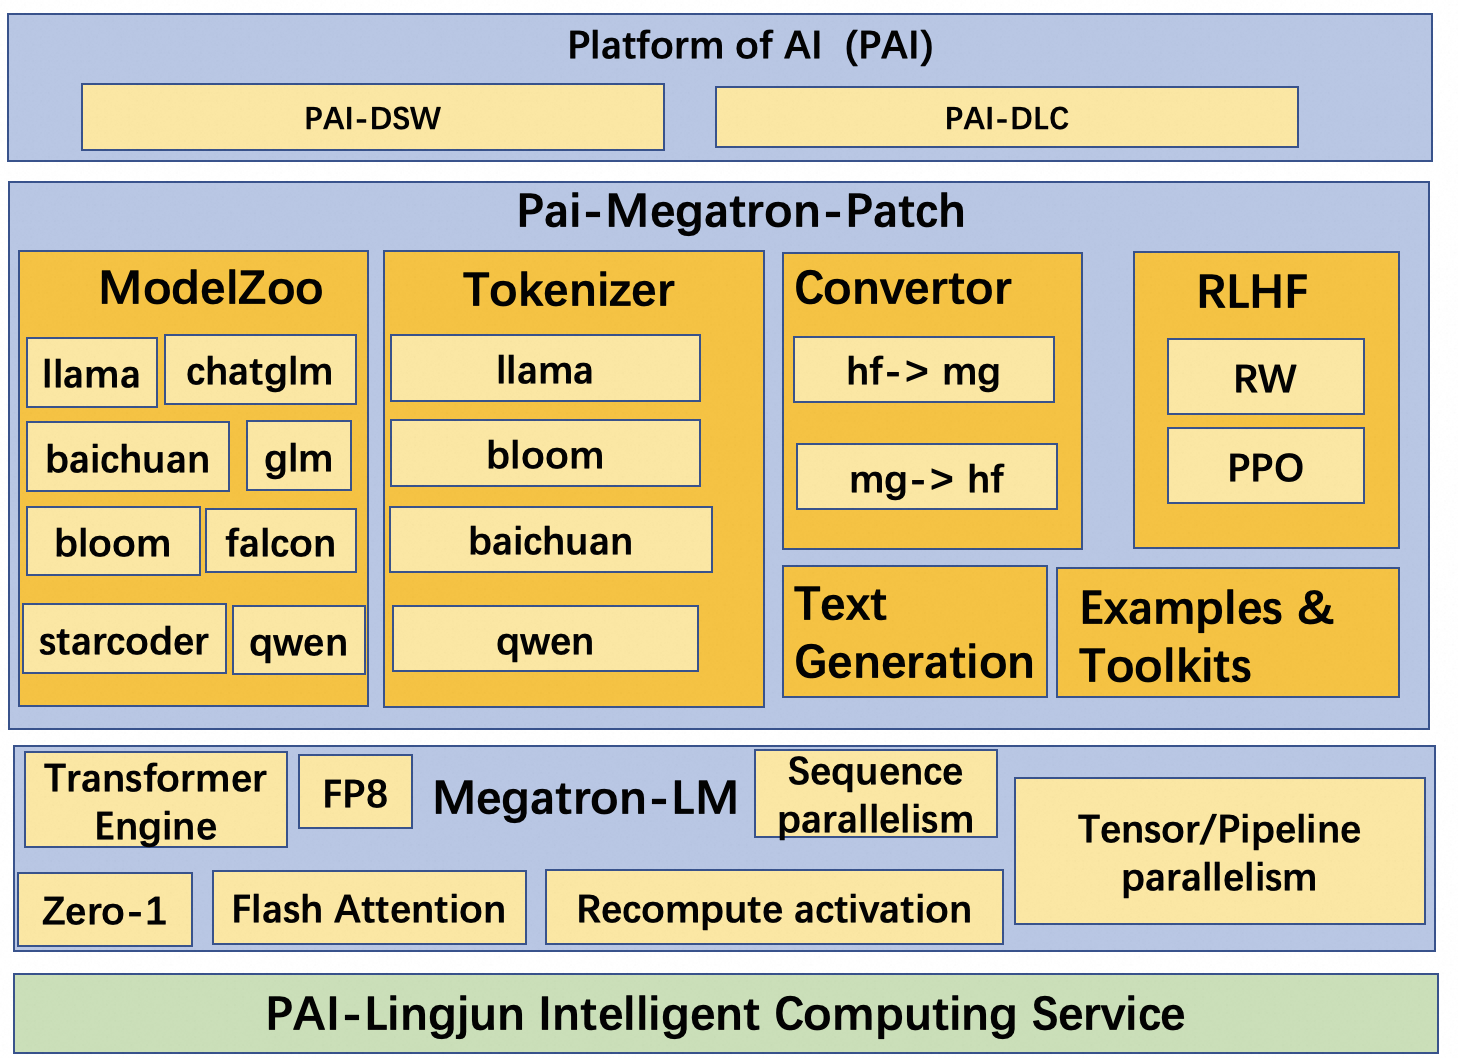 Platform of AI (PAI)
PAI-DSW
PAI-DLC
Pai-Megatron-Patch
ModelZoo
llama
chatglm
baichuan
glm
bloom
falcon
starcoder
qwen
Tokenizer
llama
bloom
baichuan
qwen
Convertor
hf-> mg
mg-> hf
RLHF
RW
PPO
Text
Generation
Examples &
Toolkits
Transformer
Engine
FP8
Megatron-LM
Sequence
parallelism
Tensor/Pipeline
parallelism
Zero-1
Flash Attention
Recompute activation
PAI-Lingjun Intelligent Computing Service